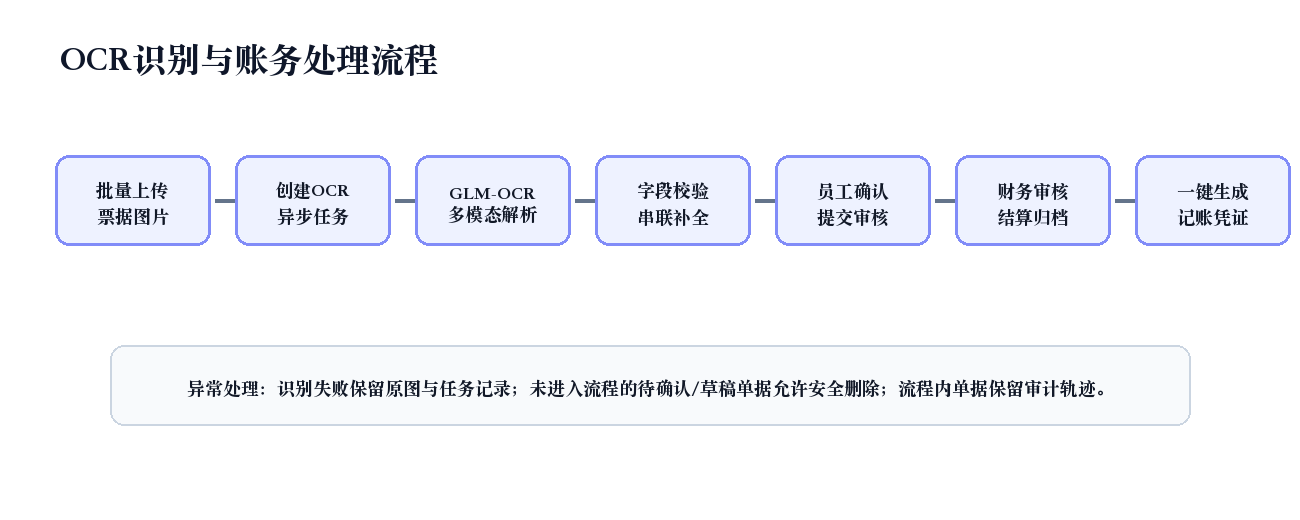 OCR识别与账务处理流程
批量上传
票据图片
创建OCR
异步任务
GLM-OCR
多模态解析
字段校验
串联补全
员工确认
提交审核
财务审核
结算归档
一键生成
记账凭证
异常处理：识别失败保留原图与任务记录；未进入流程的待确认/草稿单据允许安全删除；流程内单据保留审计轨迹。